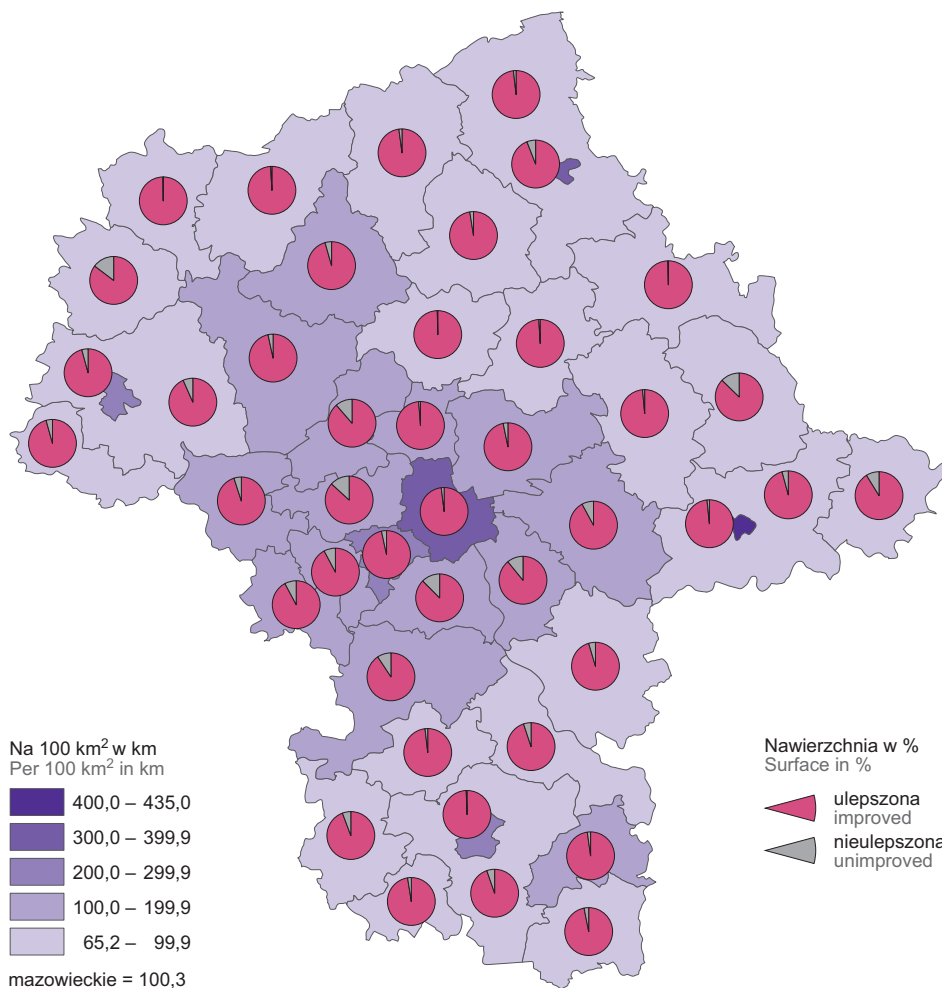 Na 100 km² w km
Per 100 km² in km
400,0 – 435,0
300,0 – 399,9
200,0 – 299,9
100,0 – 199,9
65,2 – 99,9
mazowieckie = 100,3
Nawierzchnia w %
Surface in %
ulepszona
improved
nieulepszona
unimproved